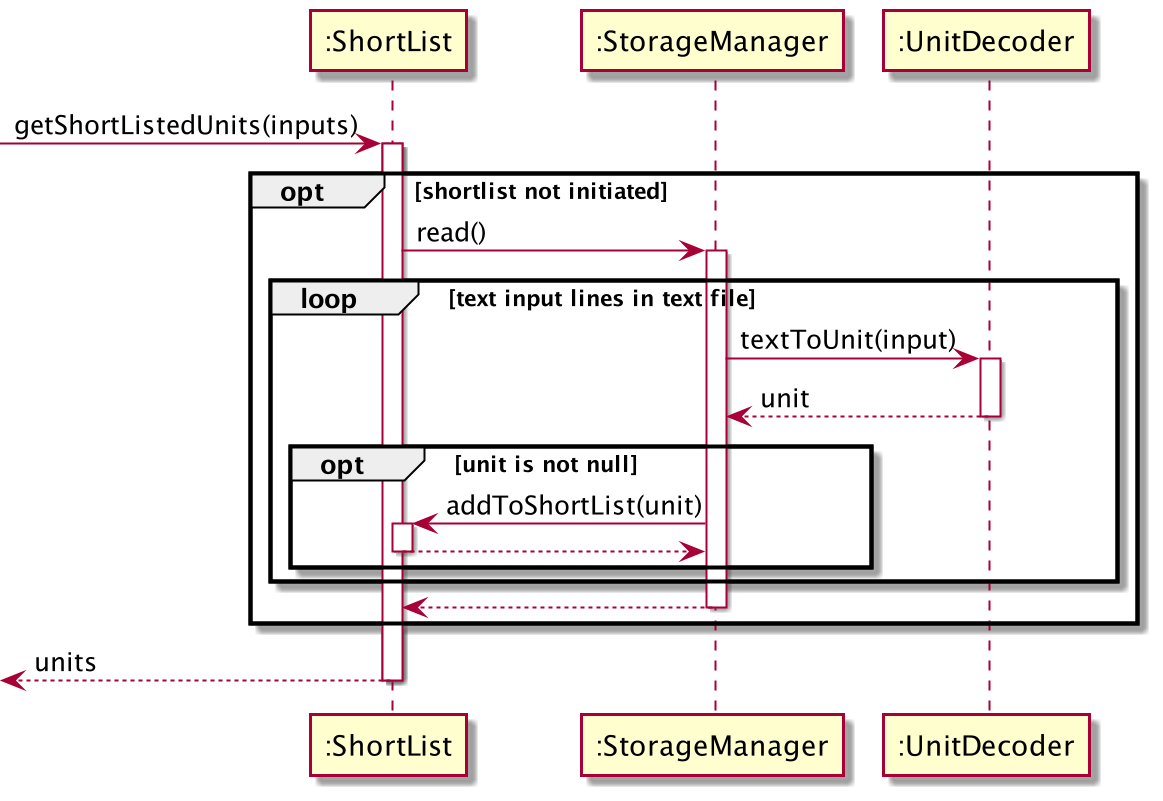 :ShortList :StorageManager :UnitDecoder
getShortListedUnits(inputs)
opt [shortlist not initiated]
read()
loop [text input lines in text file]
textToUnit(input)
unit
opt [unit is not null]
addToShortList(unit)
units
:ShortList :StorageManager :UnitDecoder